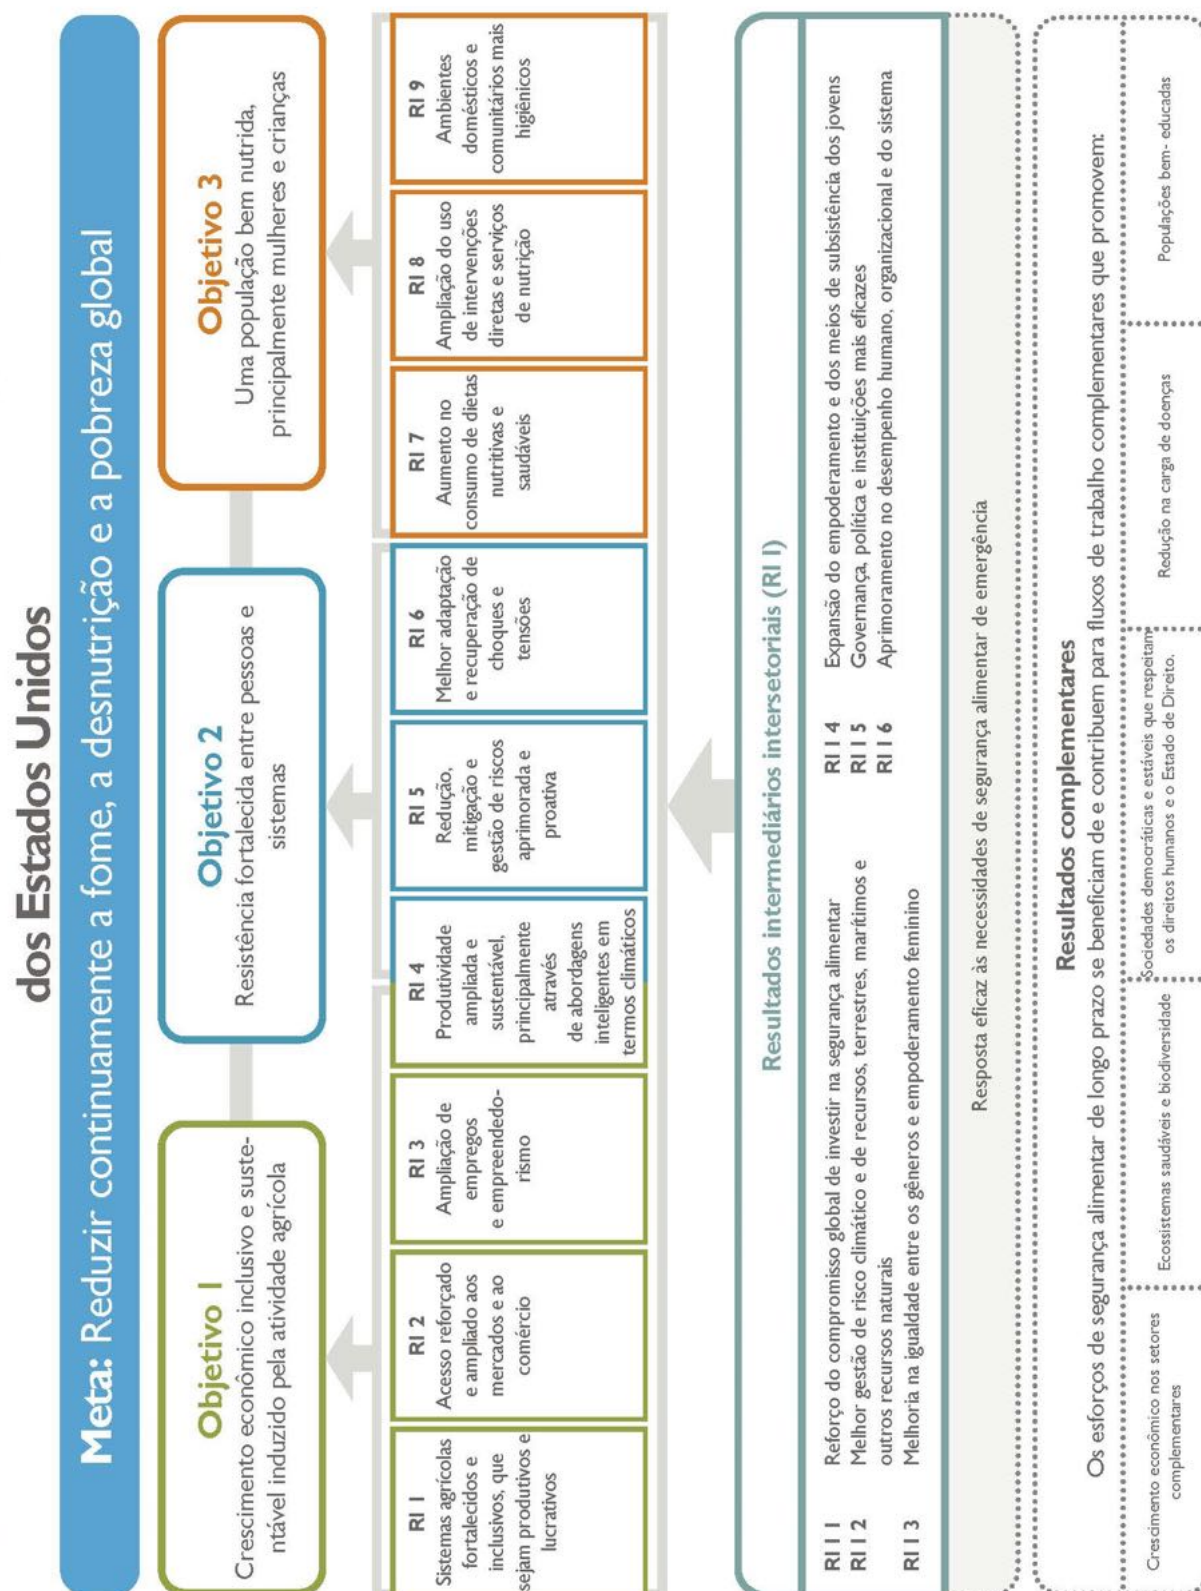 dos Estados Unidos
Meta: Reduzir continuamente a fome, a desnutrição e a pobreza global
Objetivo 1
Crescimento econômico inclusivo e suste-
ntável induzido pela atividade agrícola
Objetivo 2
Resistência fortalecida entre pessoas e
sistemas
Objetivo 3
Uma população bem nutrida,
principalmente mulheres e crianças
RI 1
Sistemas agrícolas
fortalecidos e
inclusivos, que
sejam produtivos e
lucrativos
RI 2
Acesso reforçado
e ampliado aos
mercados e ao
comércio
RI 3
Ampliação de
empregos
e empreendedo-
rismo
RI 4
Produtividade
ampliada e
sustentável,
principalmente
através
de abordagens
inteligentes em
termos climáticos
RI 5
Redução,
mitigação e
gestão de riscos
aprimorada e
proativa
RI 6
Melhor adaptação
e recuperação de
choques e
tensões
RI 7
Aumento no
consumo de dietas
nutritivas e
saudáveis
RI 8
Ampliação do uso
de intervenções
diretas e serviços
de nutrição
RI 9
Ambientes
domésticos e
comunitários mais
higiênicos
Resultados intermediários intersetoriais (RI I)
RI I 1 Reforço do compromisso global de investir na segurança alimentar
RI I 2 Melhor gestão de risco climático e de recursos, terrestres, marítimos e
outros recursos naturais
RI I 3 Melhoria na igualdade entre os gêneros e empoderamento feminino
RI I 4 Expansão do empoderamento e dos meios de subsistência dos jovens
RI I 5 Governança, política e instituições mais eficazes
RI I 6 Aprimoramento no desempenho humano, organizacional e do sistema
Resposta eficaz às necessidades de segurança alimentar de emergência
Resultados complementares
Os esforços de segurança alimentar de longo prazo se beneficiam de e contribuem para fluxos de trabalho complementares que promovem:
Crescimento econômico nos setores
complementares
Ecossistemas saudáveis e biodiversidade
Sociedades democráticas e estáveis que respeitam
os direitos humanos e o Estado de Direito.
Redução na carga de doenças
Populações bem- educadas